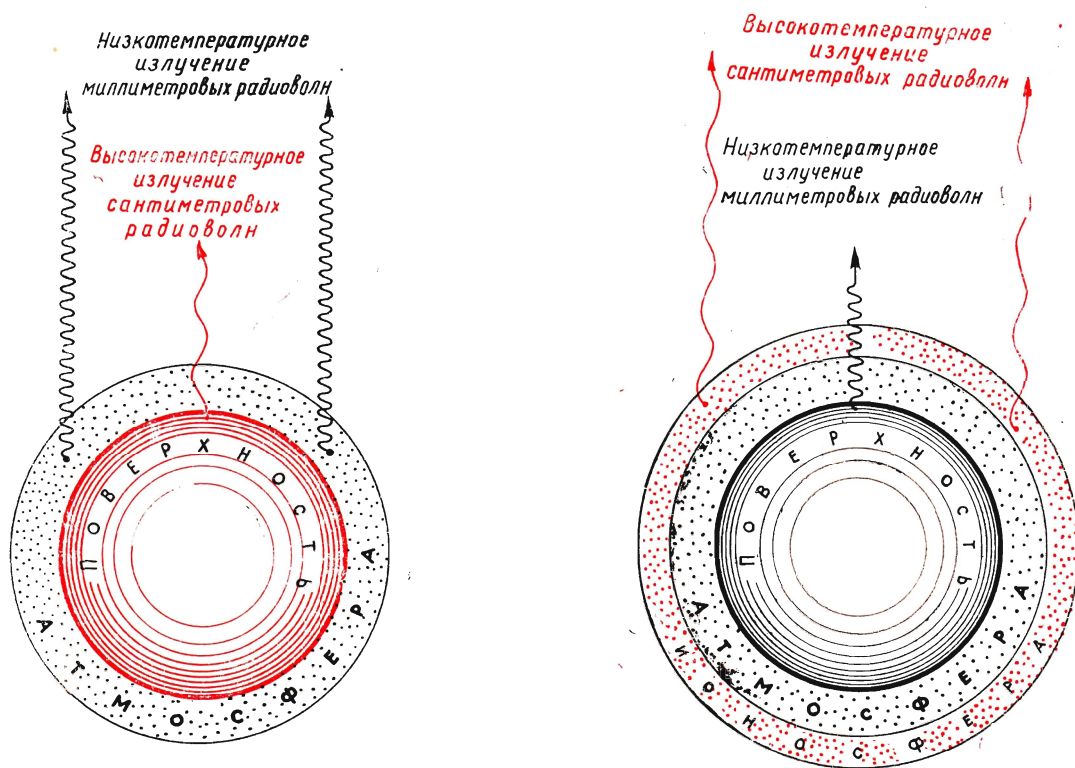 Низкотемпературное
излучение
миллиметровых радиоволн
Высокотемпературное
излучение
сантиметровых
радиоволн
ПОВЕРХНОСТЬ
АТМОСФЕРА
Высокотемпературное
излучение
сантиметровых радиоволн
Низкотемпературное
излучение
миллиметровых радиоволн
ПОВЕРХНОСТЬ
АТМОСФЕРА
ИОНАСФЕРА